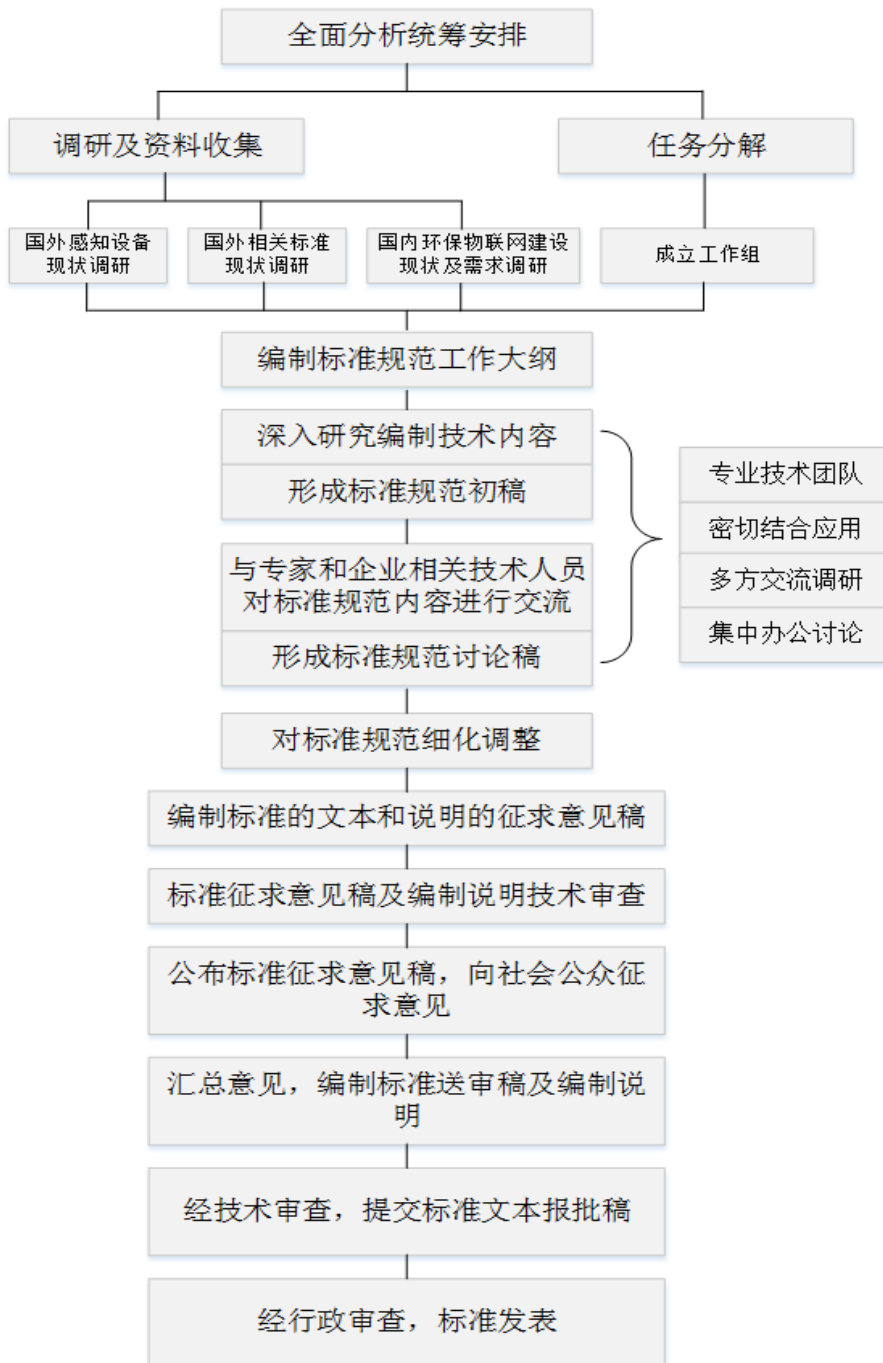 全面分析统筹安排
调研及资料收集
任务分解
国外感知设备
现状调研
国外相关标准
现状调研
国内环保物联网建设
现状及需求调研
成立工作组
编制标准规范工作大纲
深入研究编制技术内容
形成标准规范初稿
与专家和企业相关技术人员
对标准规范内容进行交流
形成标准规范讨论稿
专业技术团队
密切结合应用
多方交流调研
集中办公讨论
对标准规范细化调整
编制标准的文本和说明的征求意见稿
标准征求意见稿及编制说明技术审查
公布标准征求意见稿，向社会公众征
求意见
汇总意见，编制标准送审稿及编制说
明
经技术审查，提交标准文本报批稿
经行政审查，标准发表